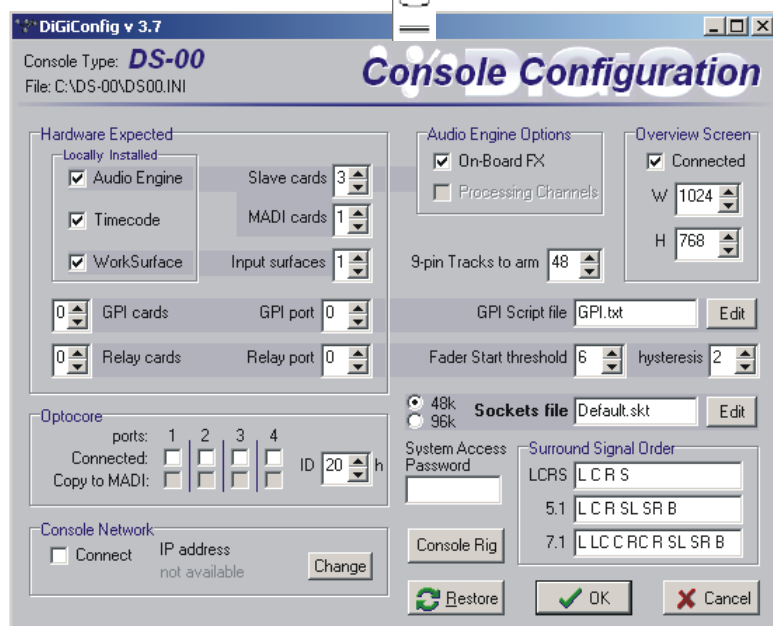 DiGiConfig v 3.7
Console Type: DS-00
File: C:\DS-00\DS00.INI
DiGiCo
Console Configuration
Hardware Expected
Locally Installed
Audio Engine
Slave cards 3
Timecode
MADI cards 1
WorkSurface
Input surfaces 1
0 GPI cards
GPI port 0
0 Relay cards
Relay port 0
Audio Engine Options
On-Board FX
Processing Channels
Overview Screen
Connected
W 1024
H 768
9-pin Tracks to arm 48
GPI Script file GPI.txt Edit
Fader Start threshold 6 hysteresis 2
48k
96k
Sockets file Default.skt Edit
Optocore
ports: 1 2 3 4
Connected:
Copy to MADI:
ID 20 h
System Access
Password
Surround Signal Order
LCRS L C R S
5.1 L C R SL SR B
7.1 L LC C RC R SL SR B
Console Network
Connect
IP address
not available
Change
Console Rig
Restore
OK
Cancel